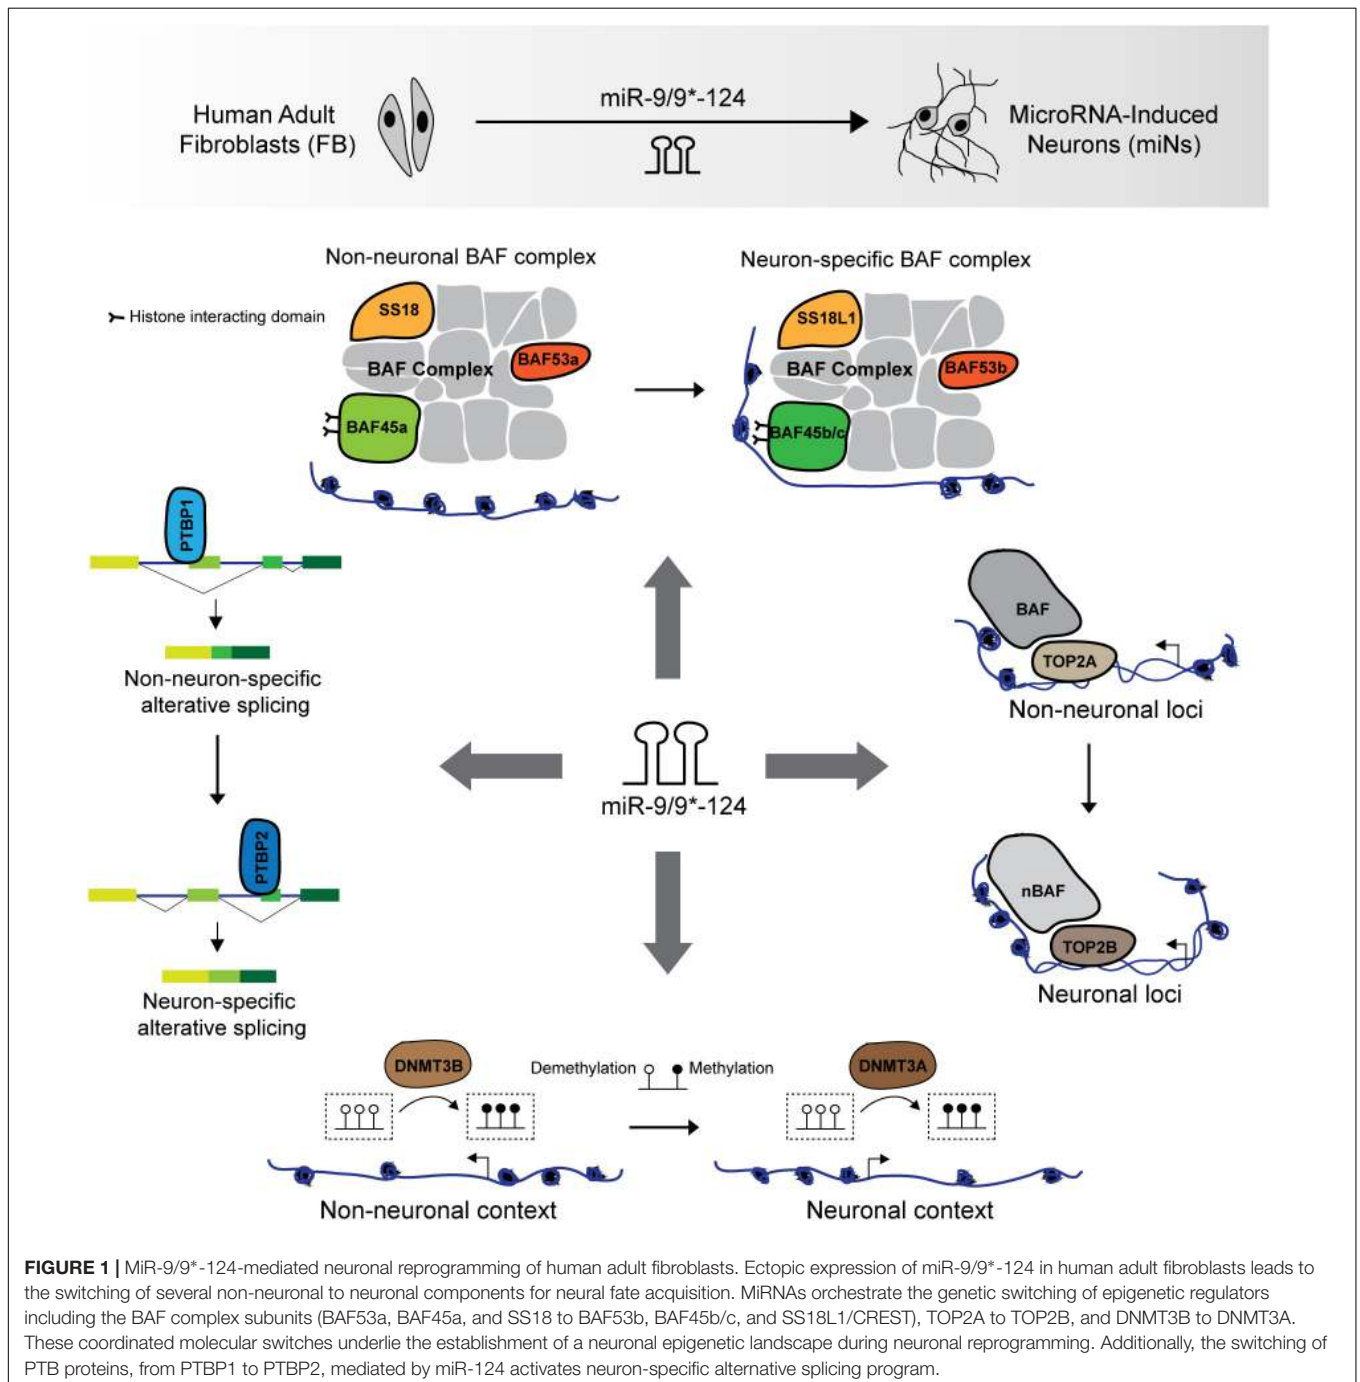 Human Adult
Fibroblasts (FB)
miR-9/9*-124
MicroRNA-Induced
Neurons (miNs)
Non-neuronal BAF complex
Neuron-specific BAF complex
Histone interacting domain
SS18
BAF Complex
BAF53a
BAF45a
SS18L1
BAF Complex
BAF53b
BAF45b/c
PTBP1
Non-neuron-specific
alterative splicing
PTBP2
Neuron-specific
alterative splicing
miR-9/9*-124
BAF
TOP2A
Non-neuronal loci
nBAF
TOP2B
Neuronal loci
DNMT3B
Demethylation
Methylation
DNMT3A
Non-neuronal context
Neuronal context
FIGURE 1 | MiR-9/9*-124-mediated neuronal reprogramming of human adult fibroblasts. Ectopic expression of miR-9/9*-124 in human adult fibroblasts leads to
the switching of several non-neuronal to neuronal components for neural fate acquisition. MiRNAs orchestrate the genetic switching of epigenetic regulators
including the BAF complex subunits (BAF53a, BAF45a, and SS18 to BAF53b, BAF45b/c, and SS18L1/CREST), TOP2A to TOP2B, and DNMT3B to DNMT3A.
These coordinated molecular switches underlie the establishment of a neuronal epigenetic landscape during neuronal reprogramming. Additionally, the switching of
PTB proteins, from PTBP1 to PTBP2, mediated by miR-124 activates neuron-specific alternative splicing program.